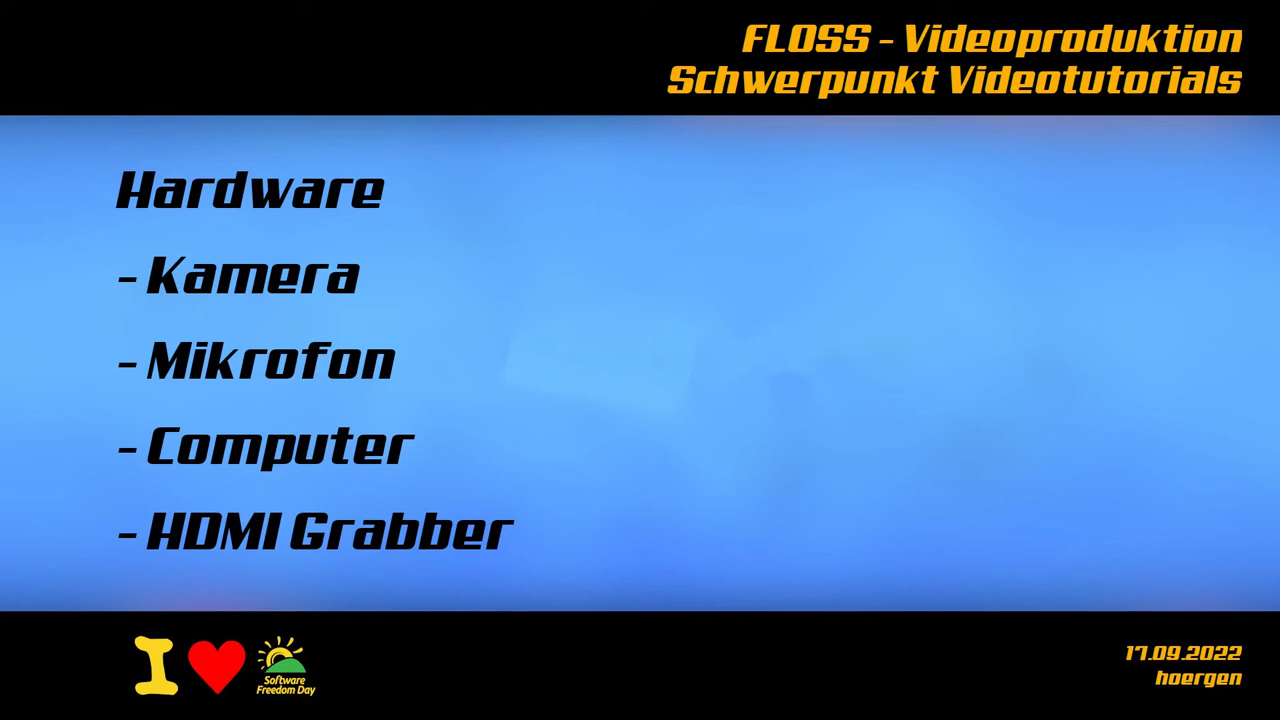 FLOSS - Videoproduktion
Schwerpunkt Videotutorials
Hardware
- Kamera
- Mikrofon
- Computer
- HDMI Grabber
I
Software
Freedom Day
17.09.2022
hoergen